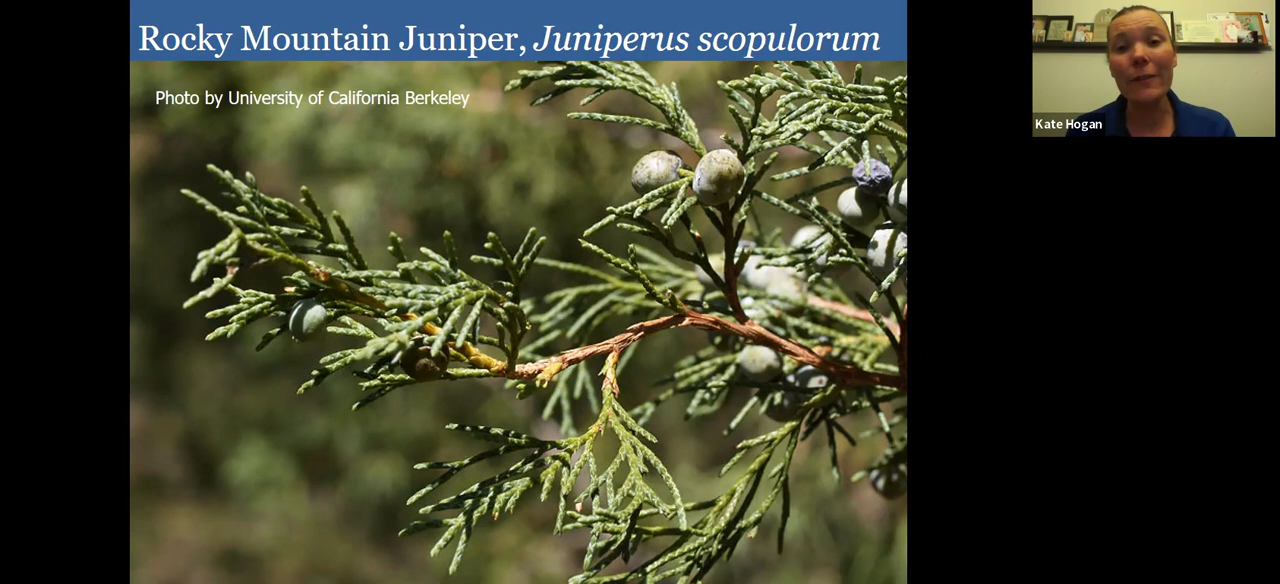 Rocky Mountain Juniper, Juniperus scopulorum
Photo by University of California Berkeley
Kate Hogan